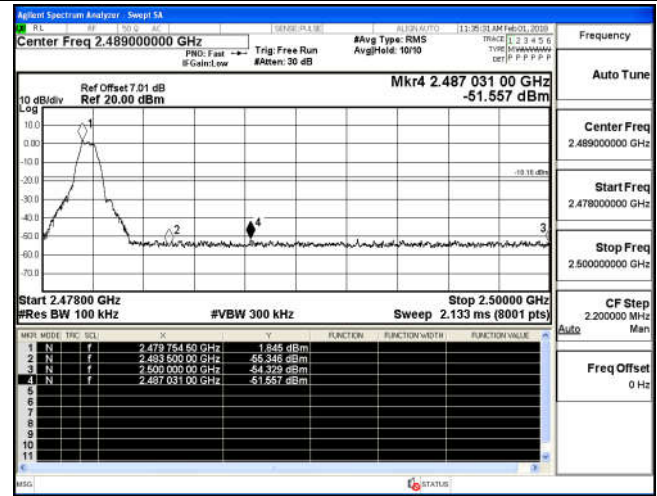 Agilent Spectrum Analyzer - Swept SA
RL RF 50 Ω AC SENSE:PULSE ALIGN AUTO 11:35:31 AM Feb 01, 2019
Center Freq 2.489000000 GHz
PNO: Fast
IFGain:Low
Trig: Free Run
#Atten: 30 dB
#Avg Type: RMS
Avg|Hold: 10/10
TRACE 1 2 3 4 5 6
TYPE MWWWWW
DET P P P P P P
Frequency
Auto Tune
Center Freq
2.489000000 GHz
Start Freq
2.478000000 GHz
Stop Freq
2.500000000 GHz
CF Step
2.200000 MHz
Auto Man
Freq Offset
0 Hz
Mkr4 2.487 031 00 GHz
-51.557 dBm
Ref Offset 7.01 dB
10 dB/div Ref 20.00 dBm
Log
10.0
0.00
-10.0
-20.0
-30.0
-40.0
-50.0
-60.0
-70.0
1
2
4
3
Start 2.47800 GHz Stop 2.50000 GHz
#Res BW 100 kHz #VBW 300 kHz Sweep 2.133 ms (8001 pts)
MKR MODE TRC SCL X Y FUNCTION FUNCTION WIDTH FUNCTION VALUE
1 N f 2.479 754 50 GHz 1.845 dBm
2 N f 2.483 500 00 GHz -55.346 dBm
3 N f 2.500 000 00 GHz -54.329 dBm
4 N f 2.487 031 00 GHz -51.557 dBm
5
6
7
8
9
10
11
MSG STATUS